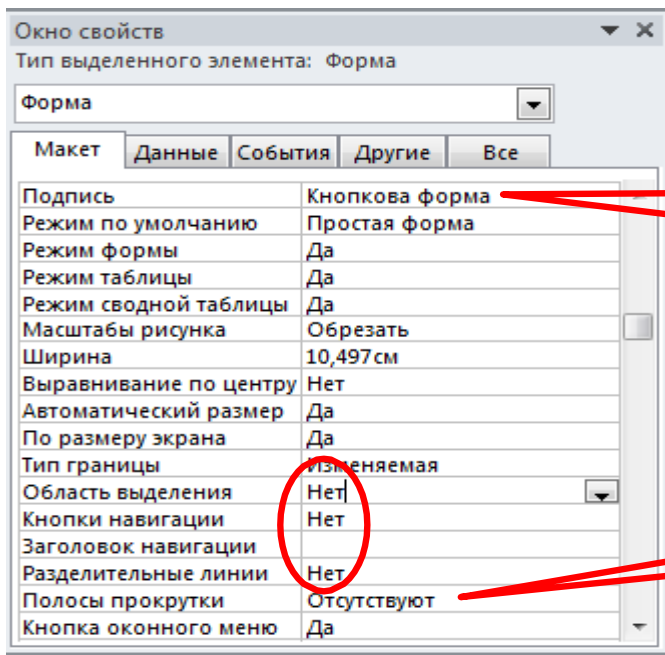 Окно свойств
Тип выделенного элемента: Форма
Форма
Макет Данные События Другие Все
Подпись Кнопкова форма
Режим по умолчанию Простая форма
Режим формы Да
Режим таблицы Да
Режим сводной таблицы Да
Масштабы рисунка Обрезать
Ширина 10,497см
Выравнивание по центру Нет
Автоматический размер Да
По размеру экрана Да
Тип границы Изменяемая
Область выделения Нет
Кнопки навигации Нет
Заголовок навигации
Разделительные линии Нет
Полосы прокрутки Отсутствуют
Кнопка оконного меню Да